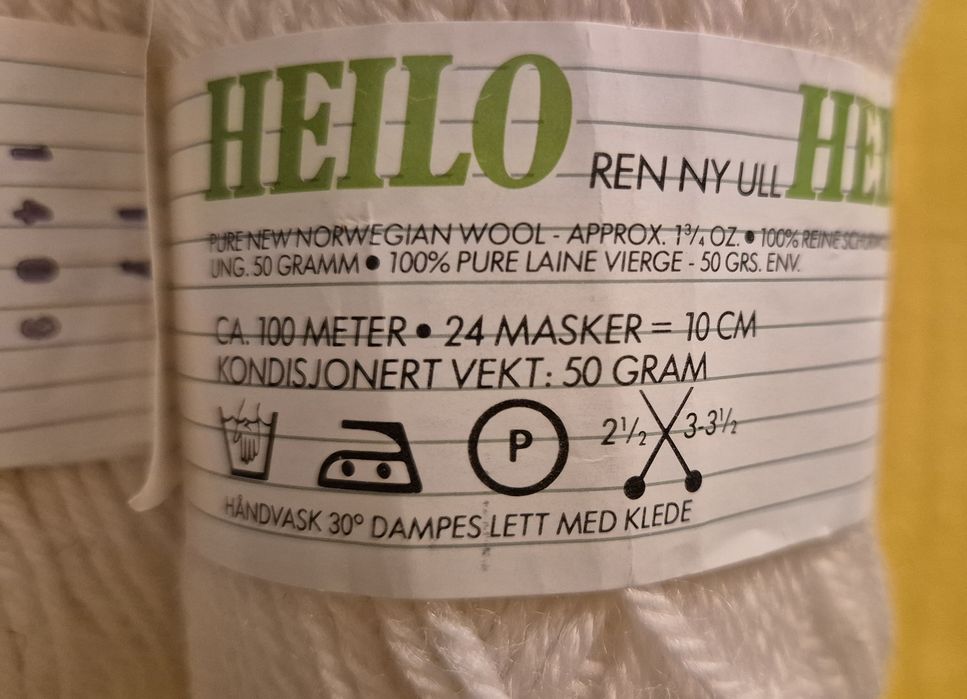 HEILO REN NY ULL HEI
PURE NEW NORWEGIAN WOOL - APPROX. 1¾ OZ. ● 100% REINE
UNG. 50 GRAMM ● 100% PURE LAINE VIERGE - 50 GRS. ENV.
CA. 100 METER ● 24 MASKER = 10 CM
KONDISJONERT VEKT: 50 GRAM
P 2½ 3-3½
HÅNDVASK 30° DAMPES LETT MED KLEDE